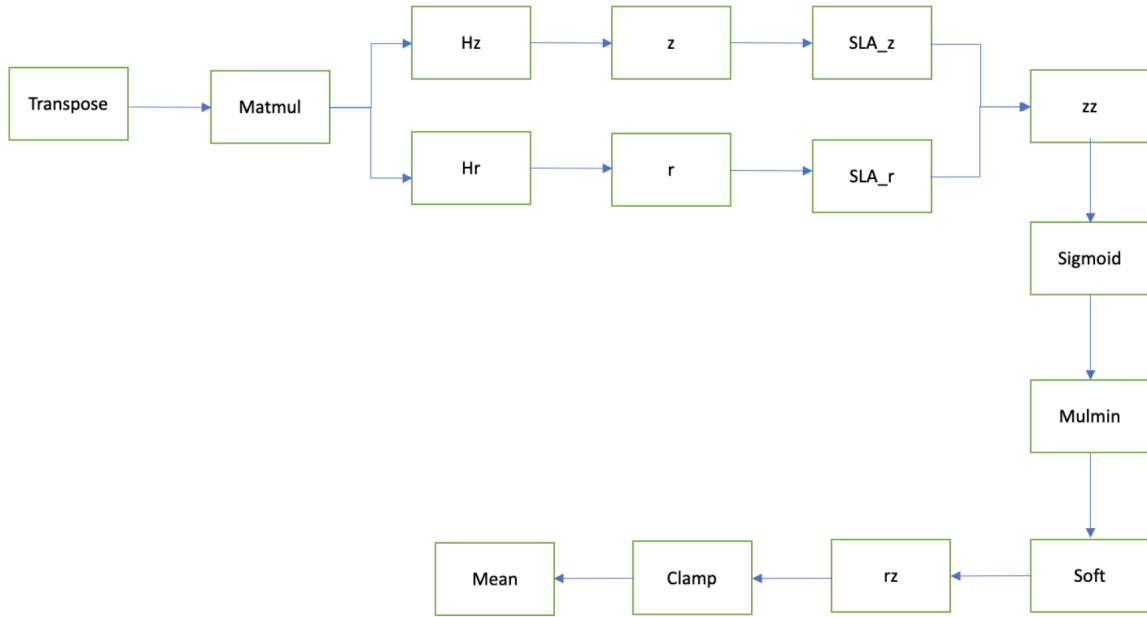 Transpose
Matmul
Hz
z
SLA_z
Hr
r
SLA_r
zz
Sigmoid
Mulmin
Soft
rz
Clamp
Mean